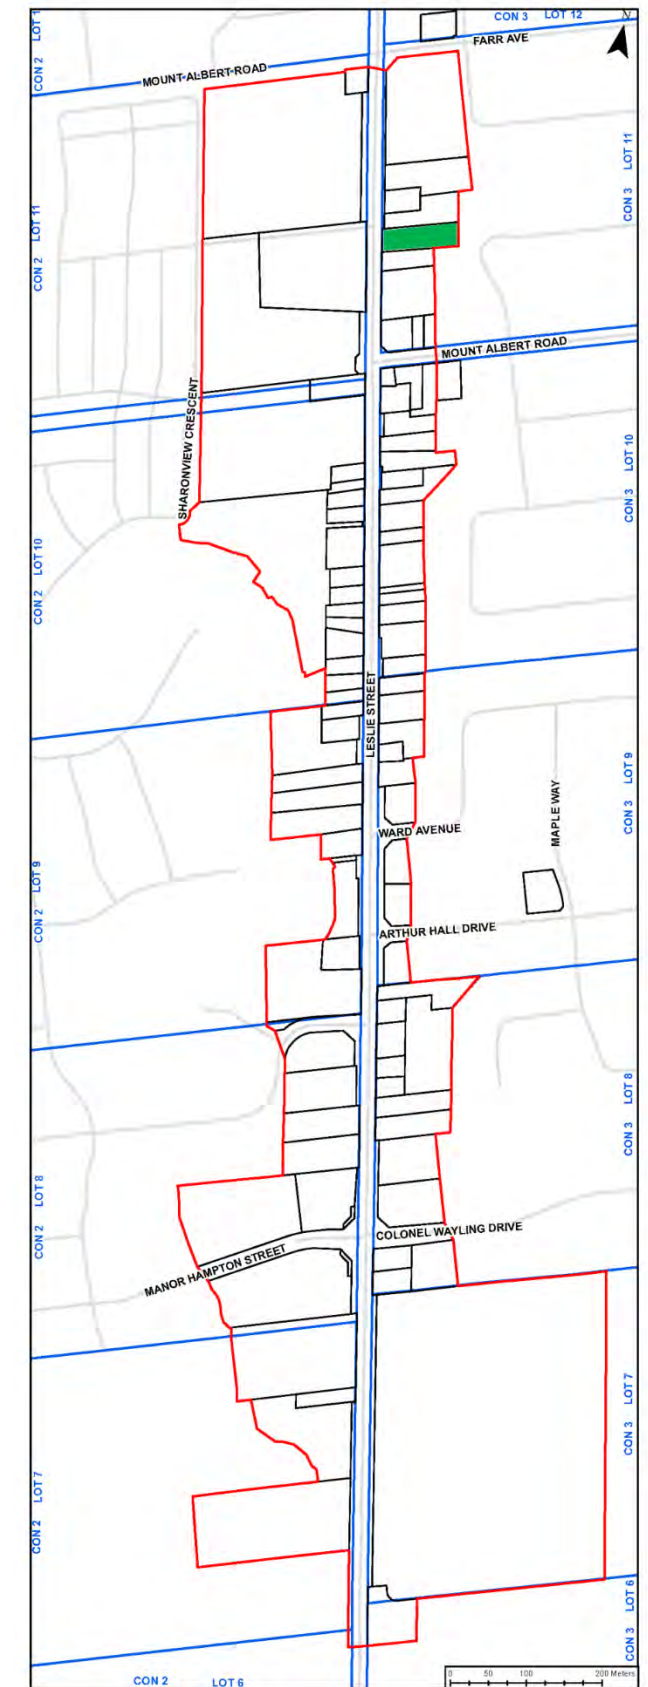 CON 3 LOT 12
N
CON 2 LOT 1
FARR AVE
MOUNT ALBERT ROAD
CON 3 LOT 11
CON 2 LOT 11
MOUNT ALBERT ROAD
SHARONVIEW CRESCENT
CON 3 LOT 10
CON 2 LOT 10
LESLIE STREET
CON 3 LOT 9
MAPLE WAY
WARD AVENUE
CON 2 LOT 9
ARTHUR HALL DRIVE
CON 3 LOT 8
CON 2 LOT 8
COLONEL WAYLING DRIVE
MANOR HAMPTON STREET
CON 3 LOT 7
CON 2 LOT 7
CON 3 LOT 6
CON 2 LOT 6
0 50 100 200 Meters